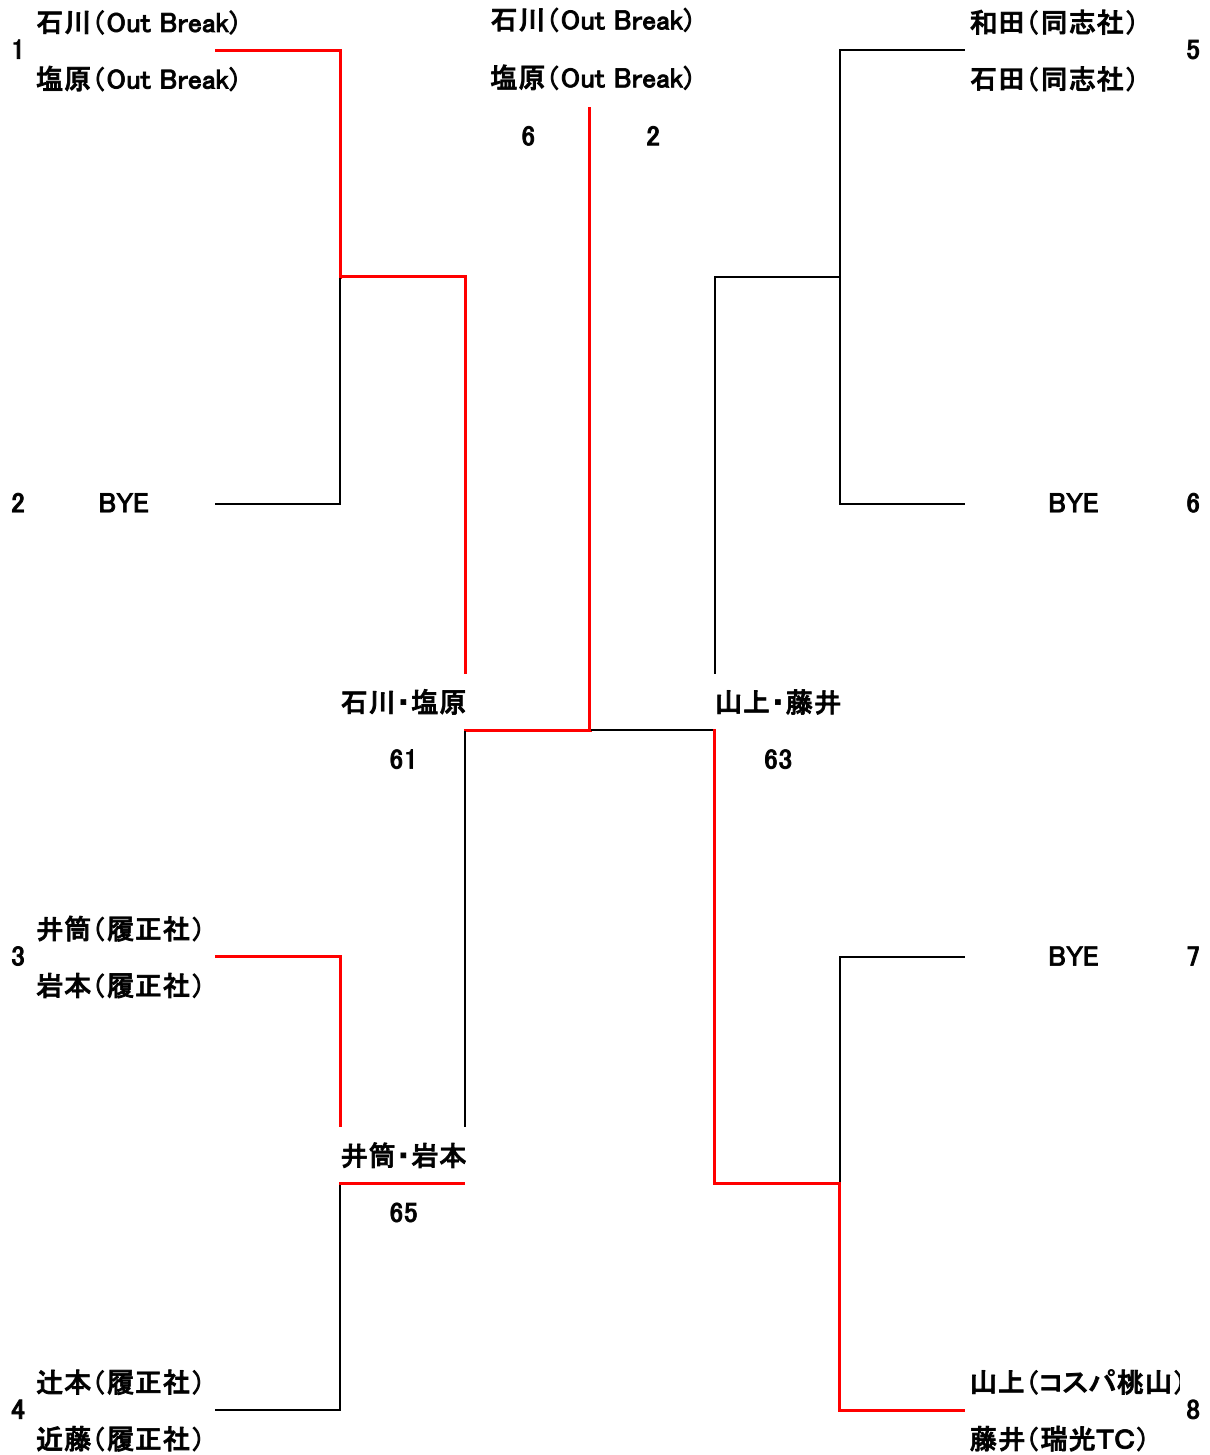 石川（Out Break）
1
塩原（Out Break）
2 BYE
井筒（履正社）
3
岩本（履正社）
辻本（履正社）
4
近藤（履正社）
石川・塩原
61
井筒・岩本
65
石川（Out Break）
塩原（Out Break）
6 2
山上・藤井
63
和田（同志社）
5
石田（同志社）
BYE 6
BYE 7
山上（コスパ桃山）
8
藤井（瑞光TC）